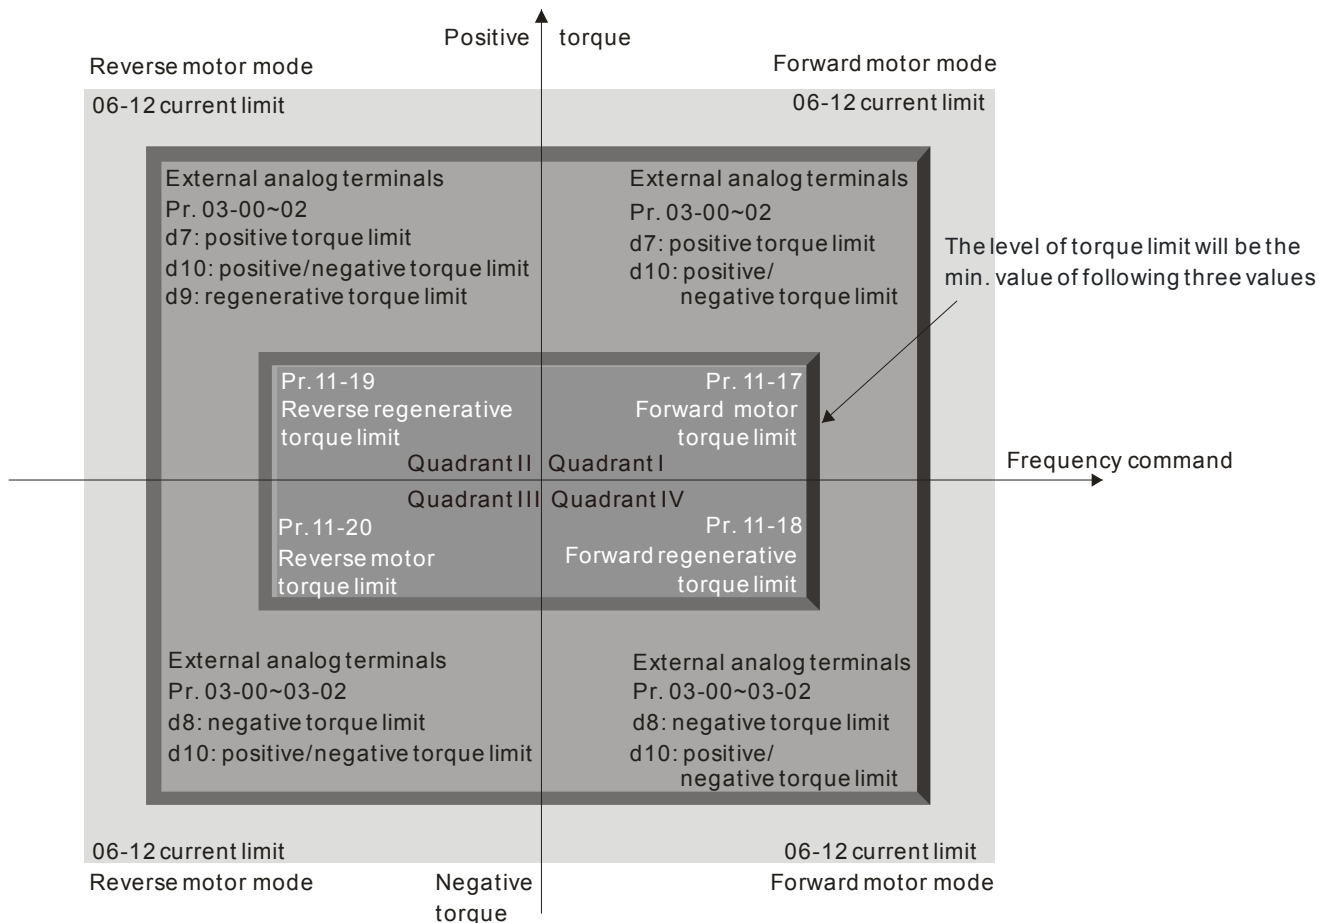 Positive torque
Reverse motor mode
Forward motor mode
06-12 current limit
06-12 current limit
External analog terminals
Pr. 03-00~02
d7: positive torque limit
d10: positive/negative torque limit
d9: regenerative torque limit
External analog terminals
Pr. 03-00~02
d7: positive torque limit
d10: positive/
negative torque limit
The level of torque limit will be the
min. value of following three values
Pr. 11-19
Reverse regenerative
torque limit
Pr. 11-17
Forward motor
torque limit
Quadrant II
Quadrant I
Frequency command
Quadrant III
Quadrant IV
Pr. 11-20
Reverse motor
torque limit
Pr. 11-18
Forward regenerative
torque limit
External analog terminals
Pr. 03-00~03-02
d8: negative torque limit
d10: positive/negative torque limit
External analog terminals
Pr. 03-00~03-02
d8: negative torque limit
d10: positive/
negative torque limit
06-12 current limit
06-12 current limit
Reverse motor mode
Negative
torque
Forward motor mode